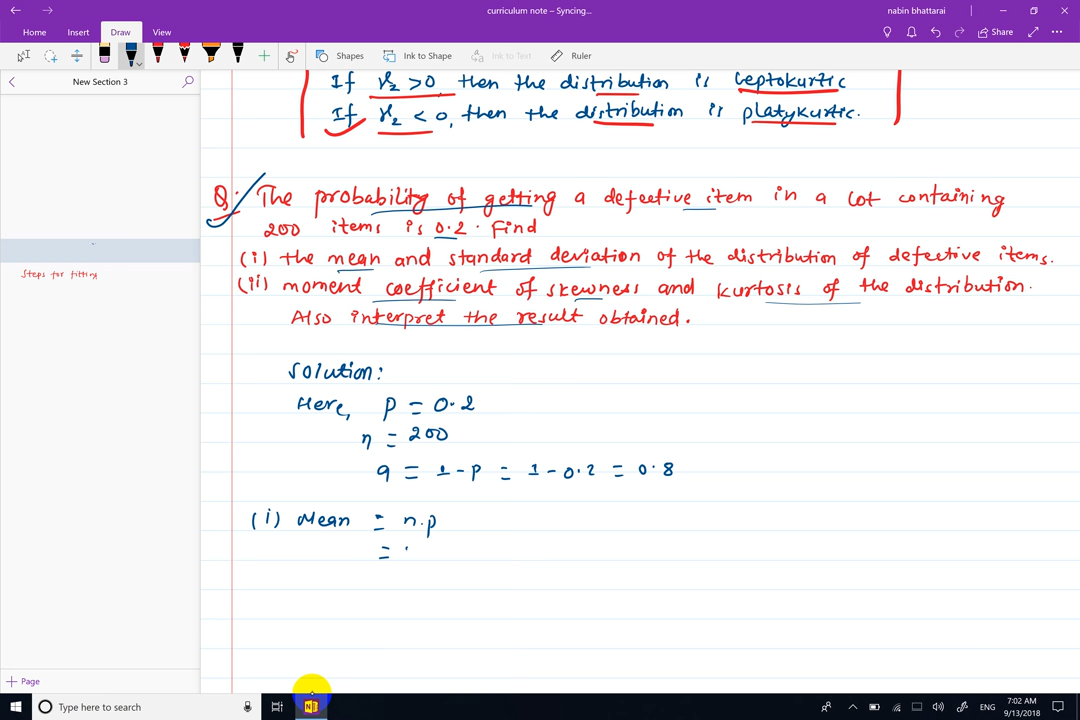 curriculum note – Syncing...
nabin bhattarai
Home Insert Draw View
Share
Shapes Ink to Shape Ink to Text Ruler
New Section 3
If γ₂ >0, then the distribution is leptokurtic
If γ₂ < 0, then the distribution is platykurtic.
Q: The probability of getting a defective item in a lot containing
200 items is 0.2. Find
(i) the mean and standard deviation of the distribution of defective items.
Steps for fitting
(ii) moment coefficient of skewness and kurtosis of the distribution.
Also interpret the result obtained.
Solution:
Here, p = 0.2
n = 200
q = 1 - p = 1 - 0.2 = 0.8
(i) Mean = n.p
=
Page
Type here to search
ENG
7:02 AM
9/13/2018